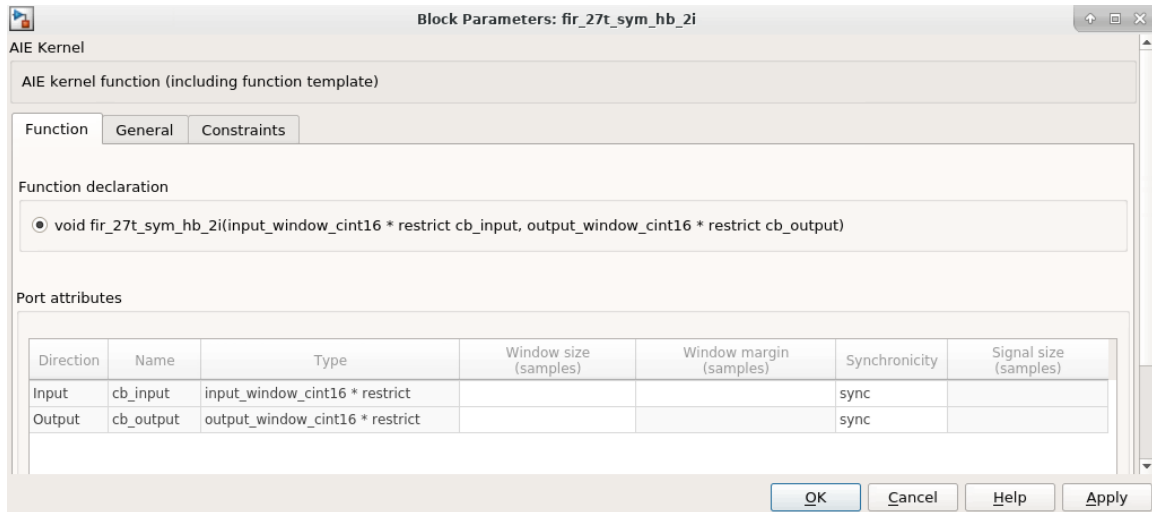 Block Parameters: fir_27t_sym_hb_2i
AIE Kernel
AIE kernel function (including function template)
Function General Constraints
Function declaration
void fir_27t_sym_hb_2i(input_window_cint16 * restrict cb_input, output_window_cint16 * restrict cb_output)
Port attributes
Direction Name Type Window size (samples) Window margin (samples) Synchronicity Signal size (samples)
Input cb_input input_window_cint16 * restrict sync
Output cb_output output_window_cint16 * restrict sync
OK Cancel Help Apply